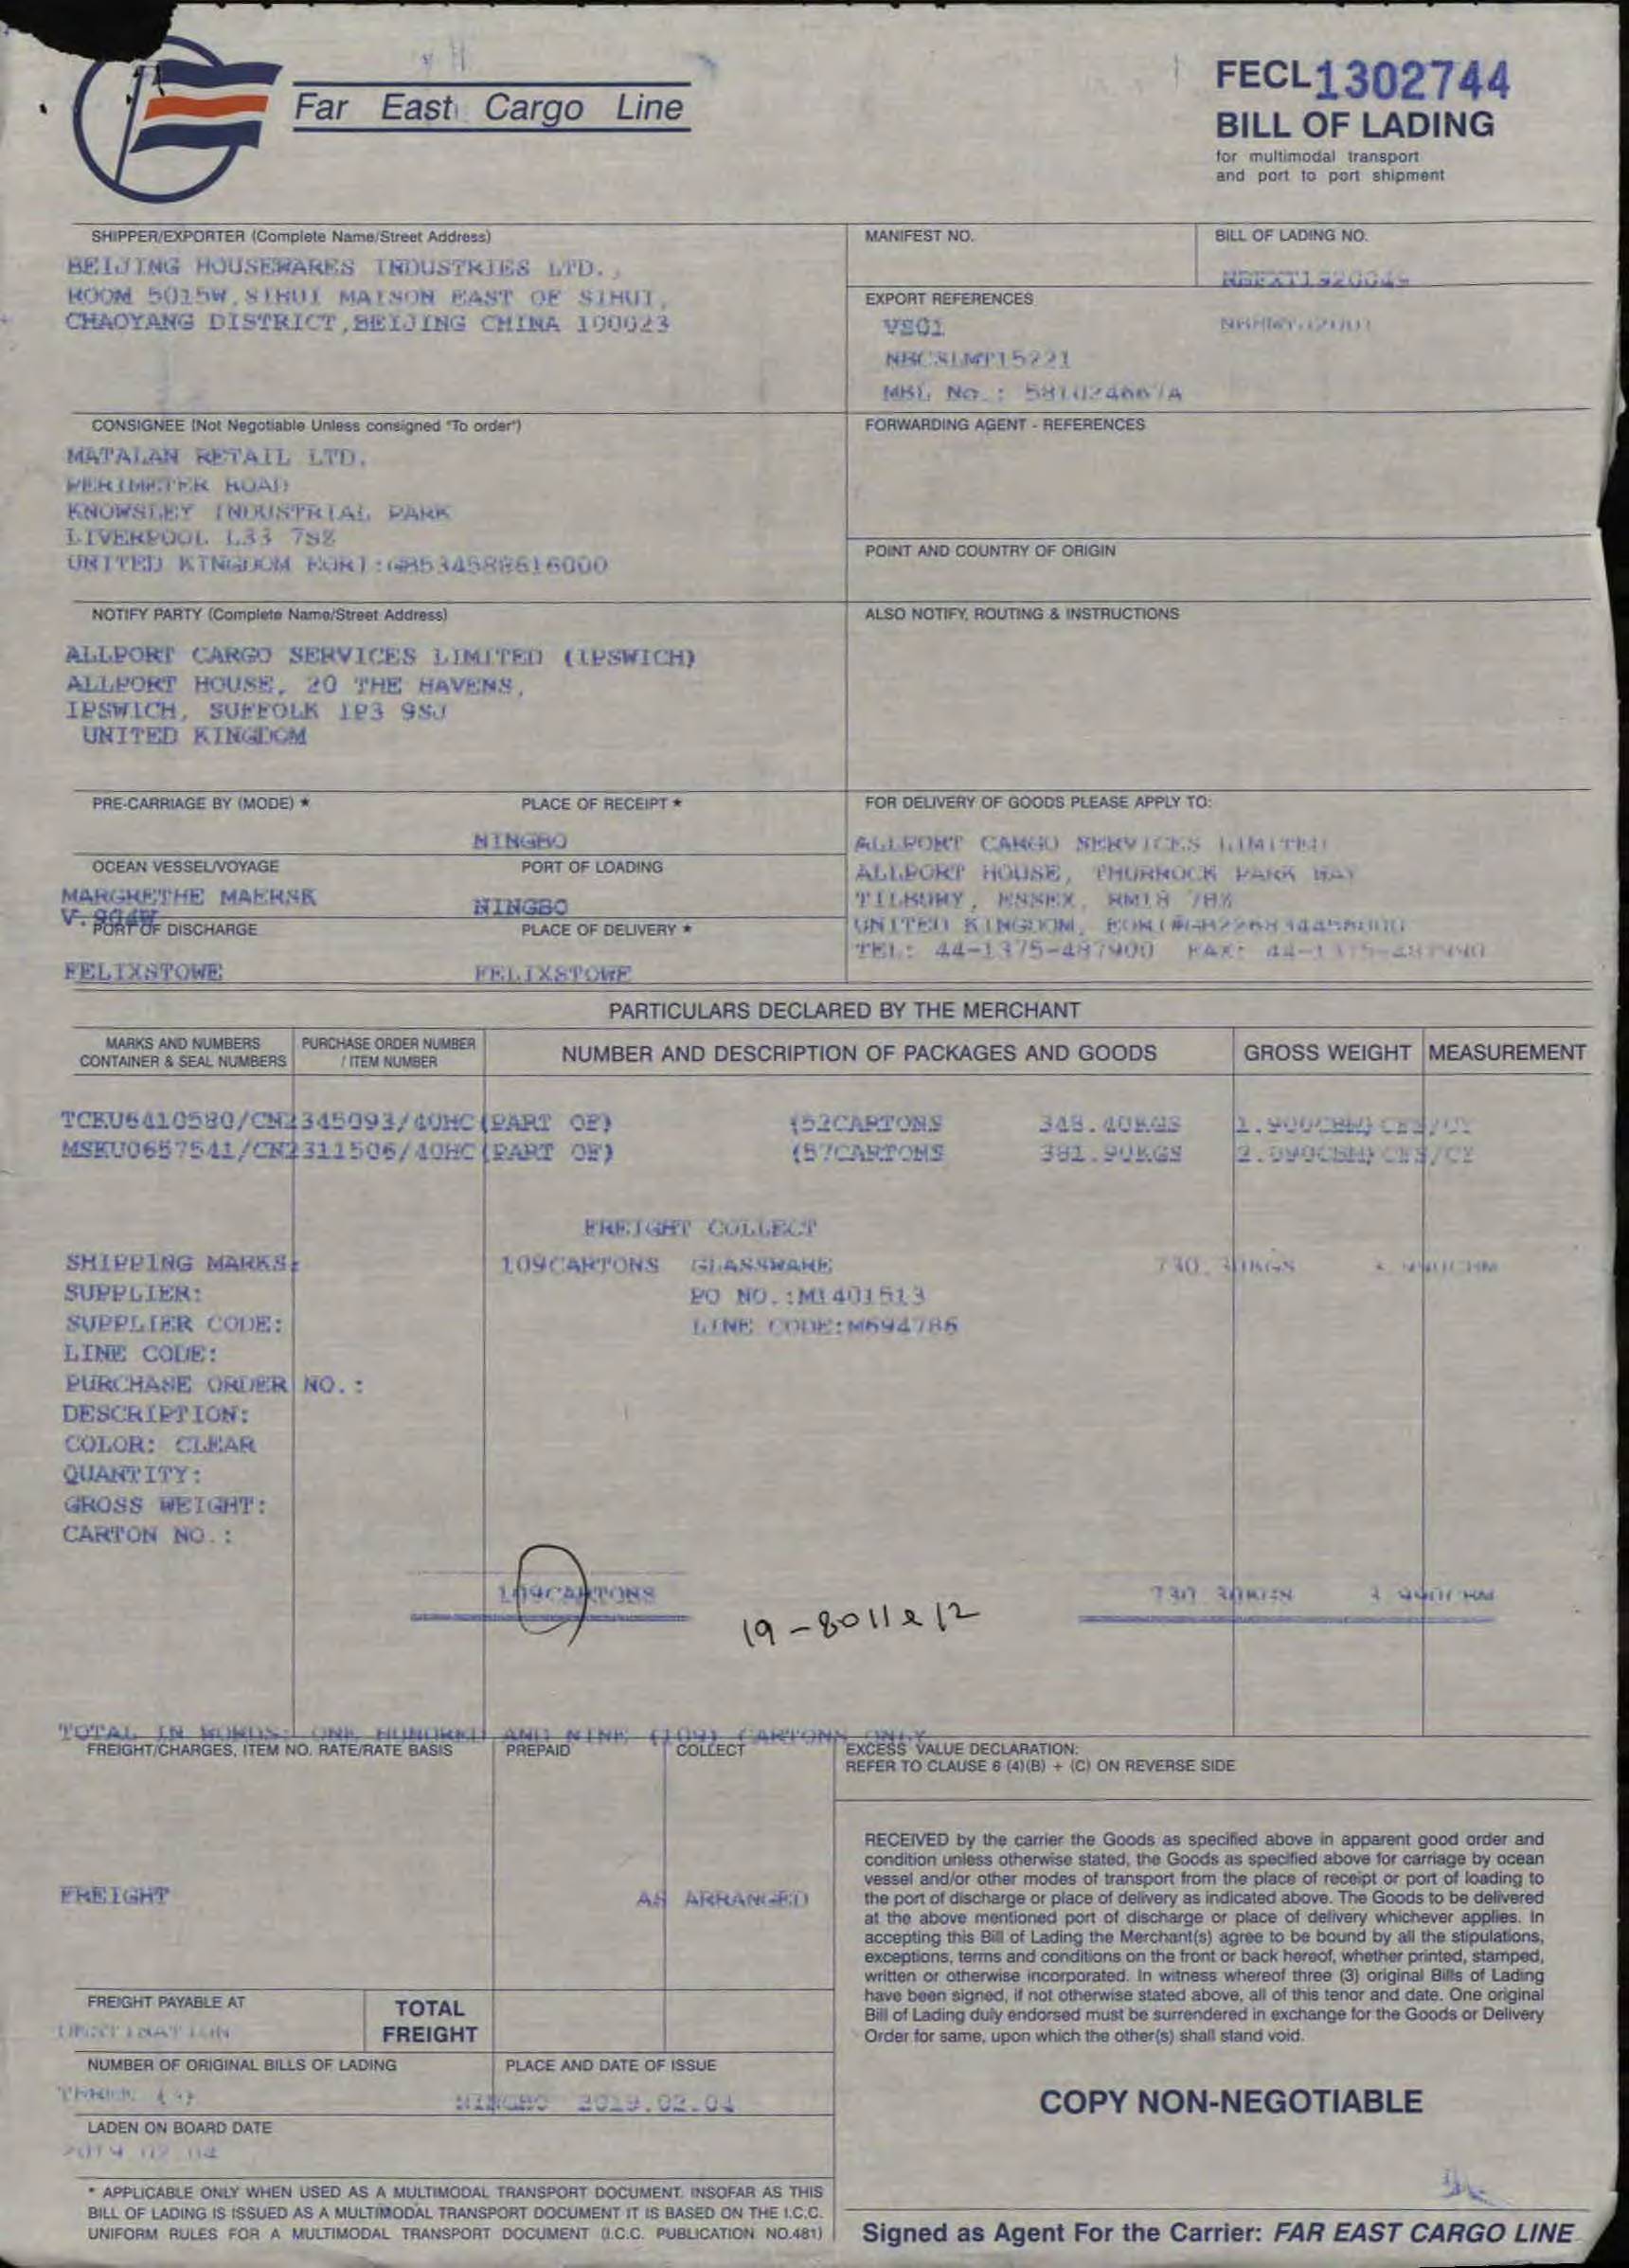 Far East Cargo Line
FECL1302744
BILL OF LADING
for multimodal transport
and port to port shipment
SHIPPER/EXPORTER (Complete Name/Street Address)
BEIJING HOUSEWARES INDUSTRIES LTD.,
ROOM 5015W,SIHUI MAISON EAST OF SIHUI,
CHAOYANG DISTRICT,BEIJING CHINA 100023
MANIFEST NO.
BILL OF LADING NO.
EXPORT REFERENCES
VS01
NBCSLMT15221
MBL No.: 581024667A
CONSIGNEE (Not Negotiable Unless consigned "To order")
MATALAN RETAIL LTD.
PERIMETER ROAD
KNOWSLEY INDUSTRIAL PARK
LIVERPOOL L33 7SZ
UNITED KINGDOM EORI:GB534588616000
FORWARDING AGENT - REFERENCES
POINT AND COUNTRY OF ORIGIN
NOTIFY PARTY (Complete Name/Street Address)
ALLPORT CARGO SERVICES LIMITED (IPSWICH)
ALLPORT HOUSE, 20 THE HAVENS,
IPSWICH, SUFFOLK IP3 9SJ
UNITED KINGDOM
ALSO NOTIFY, ROUTING & INSTRUCTIONS
PRE-CARRIAGE BY (MODE) *
PLACE OF RECEIPT *
NINGBO
OCEAN VESSEL/VOYAGE
PORT OF LOADING
MARGRETHE MAERSK
V. 904W
NINGBO
PORT OF DISCHARGE
PLACE OF DELIVERY *
FELIXSTOWE
FELIXSTOWE
FOR DELIVERY OF GOODS PLEASE APPLY TO:
ALLPORT CARGO SERVICES LIMITED
ALLPORT HOUSE, THURROCK PARK WAY
TILBURY, ESSEX, RM18 7HZ
UNITED KINGDOM,
TEL: 44-1375-487900 FAX:
PARTICULARS DECLARED BY THE MERCHANT
MARKS AND NUMBERS
CONTAINER & SEAL NUMBERS
PURCHASE ORDER NUMBER
/ ITEM NUMBER
NUMBER AND DESCRIPTION OF PACKAGES AND GOODS
GROSS WEIGHT
MEASUREMENT
TCKU6410580/CN2345093/40HC(PART OF) (52CARTONS 348.40KGS 1.900CBM)CFS/CY
MSKU0657541/CN2311506/40HC(PART OF) (57CARTONS 381.90KGS 2.090CBM)CFS/CY
FREIGHT COLLECT
SHIPPING MARKS: 109CARTONS GLASSWARE 730.30KGS 3.990CBM
SUPPLIER: PO NO.:M1401513
SUPPLIER CODE: LINE CODE:M694786
LINE CODE:
PURCHASE ORDER NO.:
DESCRIPTION:
COLOR: CLEAR
QUANTITY:
GROSS WEIGHT:
CARTON NO.:
109CARTONS 730.30KGS 3.990CBM
TOTAL IN WORDS: ONE HUNDRED AND NINE (109) CARTONS ONLY
FREIGHT/CHARGES, ITEM NO. RATE/RATE BASIS
PREPAID
COLLECT
EXCESS VALUE DECLARATION:
REFER TO CLAUSE 6 (4)(B) + (C) ON REVERSE SIDE
FREIGHT AS ARRANGED
RECEIVED by the carrier the Goods as specified above in apparent good order and
condition unless otherwise stated, the Goods as specified above for carriage by ocean
vessel and/or other modes of transport from the place of receipt or port of loading to
the port of discharge or place of delivery as indicated above. The Goods to be delivered
at the above mentioned port of discharge or place of delivery whichever applies. In
accepting this Bill of Lading the Merchant(s) agree to be bound by all the stipulations,
exceptions, terms and conditions on the front or back hereof, whether printed, stamped,
written or otherwise incorporated. In witness whereof three (3) original Bills of Lading
have been signed, if not otherwise stated above, all of this tenor and date. One original
Bill of Lading duly endorsed must be surrendered in exchange for the Goods or Delivery
Order for same, upon which the other(s) shall stand void.
FREIGHT PAYABLE AT
DESTINATION
TOTAL
FREIGHT
NUMBER OF ORIGINAL BILLS OF LADING
THREE (3)
PLACE AND DATE OF ISSUE
NINGBO 2019.02.04
LADEN ON BOARD DATE
2019.02.04
COPY NON-NEGOTIABLE
* APPLICABLE ONLY WHEN USED AS A MULTIMODAL TRANSPORT DOCUMENT. INSOFAR AS THIS
BILL OF LADING IS ISSUED AS A MULTIMODAL TRANSPORT DOCUMENT IT IS BASED ON THE I.C.C.
UNIFORM RULES FOR A MULTIMODAL TRANSPORT DOCUMENT (I.C.C. PUBLICATION NO.481)
Signed as Agent For the Carrier: FAR EAST CARGO LINE